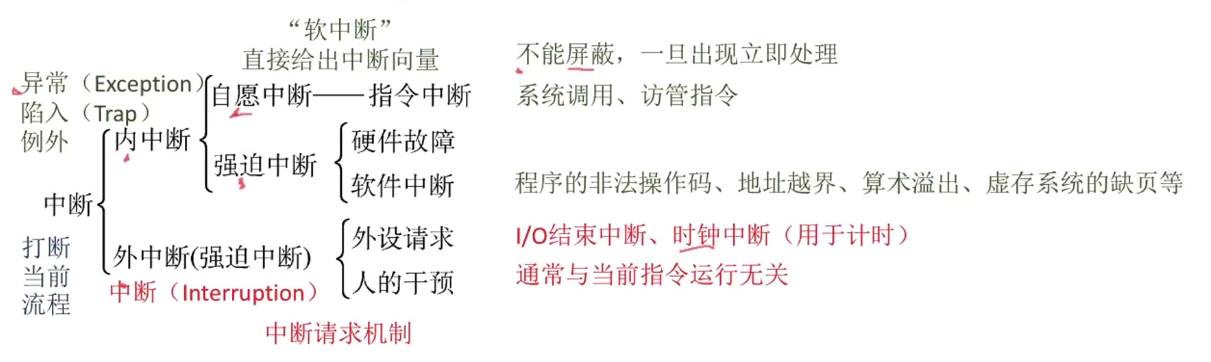 “软中断”
直接给出中断向量
不能屏蔽，一旦出现立即处理
异常（Exception）
陷入（Trap）
例外
自愿中断——指令中断
系统调用、访管指令
内中断
强迫中断
硬件故障
软件中断
程序的非法操作码、地址越界、算术溢出、虚存系统的缺页等
中断
打断
当前
流程
外中断(强迫中断)
中断（Interruption）
外设请求
I/O结束中断、时钟中断（用于计时）
人的干预
通常与当前指令运行无关
中断请求机制